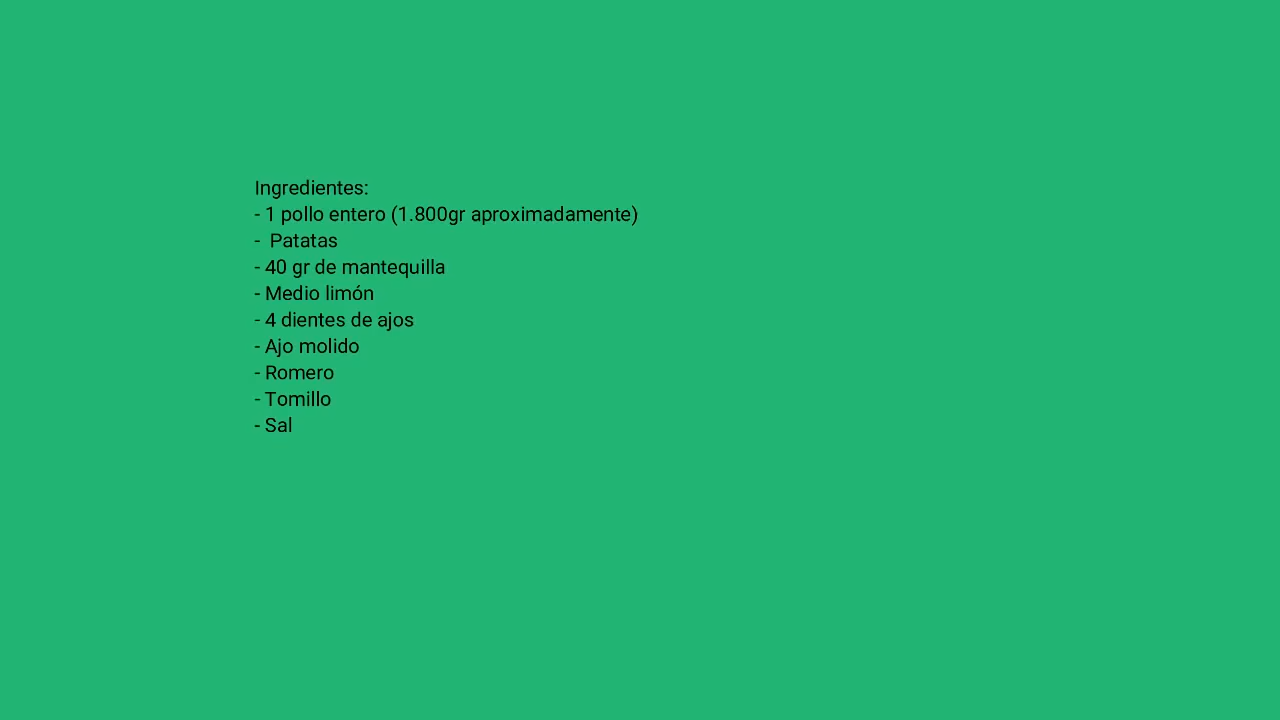 Ingredientes:
- 1 pollo entero (1.800gr aproximadamente)
-  Patatas
- 40 gr de mantequilla
- Medio limón
- 4 dientes de ajos
- Ajo molido
- Romero
- Tomillo
- Sal